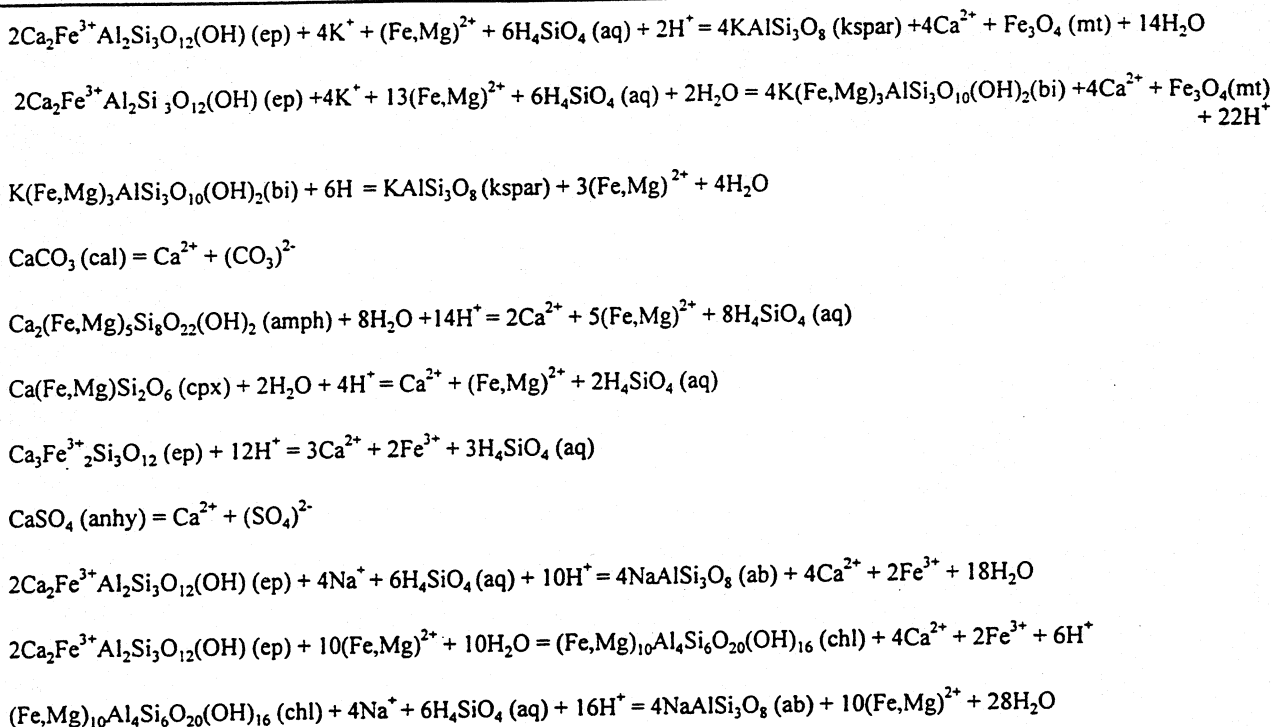 2Ca₂Fe³⁺Al₂Si₃O₁₂(OH) (ep) + 4K⁺ + (Fe,Mg)²⁺ + 6H₄SiO₄ (aq) + 2H⁺ = 4KAlSi₃O₈ (kspar) +4Ca²⁺ + Fe₃O₄ (mt) + 14H₂O
2Ca₂Fe³⁺Al₂Si ₃O₁₂(OH) (ep) +4K⁺ + 13(Fe,Mg)²⁺ + 6H₄SiO₄ (aq) + 2H₂O = 4K(Fe,Mg)₃AlSi₃O₁₀(OH)₂(bi) +4Ca²⁺ + Fe₃O₄(mt)
+ 22H⁺
K(Fe,Mg)₃AlSi₃O₁₀(OH)₂(bi) + 6H = KAlSi₃O₈ (kspar) + 3(Fe,Mg) ²⁺ + 4H₂O
CaCO₃ (cal) = Ca²⁺ + (CO₃)²⁻
Ca₂(Fe,Mg)₅Si₈O₂₂(OH)₂ (amph) + 8H₂O +14H⁺ = 2Ca²⁺ + 5(Fe,Mg)²⁺ + 8H₄SiO₄ (aq)
Ca(Fe,Mg)Si₂O₆ (cpx) + 2H₂O + 4H⁺ = Ca²⁺ + (Fe,Mg)²⁺ + 2H₄SiO₄ (aq)
Ca₃Fe³⁺₂Si₃O₁₂ (ep) + 12H⁺ = 3Ca²⁺ + 2Fe³⁺ + 3H₄SiO₄ (aq)
CaSO₄ (anhy) = Ca²⁺ + (SO₄)²⁻
2Ca₂Fe³⁺Al₂Si₃O₁₂(OH) (ep) + 4Na⁺ + 6H₄SiO₄ (aq) + 10H⁺ = 4NaAlSi₃O₈ (ab) + 4Ca²⁺ + 2Fe³⁺ + 18H₂O
2Ca₂Fe³⁺Al₂Si₃O₁₂(OH) (ep) + 10(Fe,Mg)²⁺ + 10H₂O = (Fe,Mg)₁₀Al₄Si₆O₂₀(OH)₁₆ (chl) + 4Ca²⁺ + 2Fe³⁺ + 6H⁺
(Fe,Mg)₁₀Al₄Si₆O₂₀(OH)₁₆ (chl) + 4Na⁺ + 6H₄SiO₄ (aq) + 16H⁺ = 4NaAlSi₃O₈ (ab) + 10(Fe,Mg)²⁺ + 28H₂O